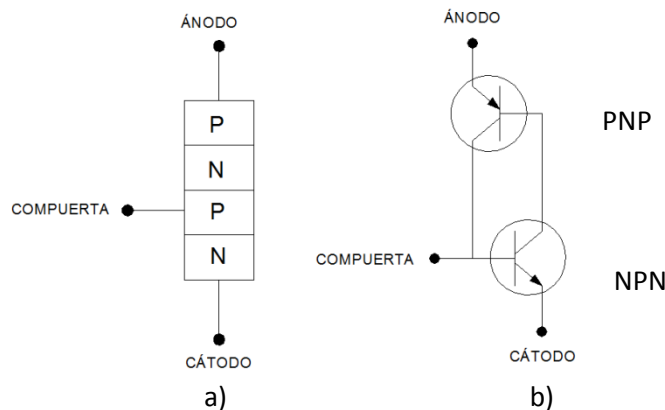 ÁNODO
P
N
P
N
COMPUERTA
CÁTODO
a)
ÁNODO
PNP
COMPUERTA
NPN
CÁTODO
b)